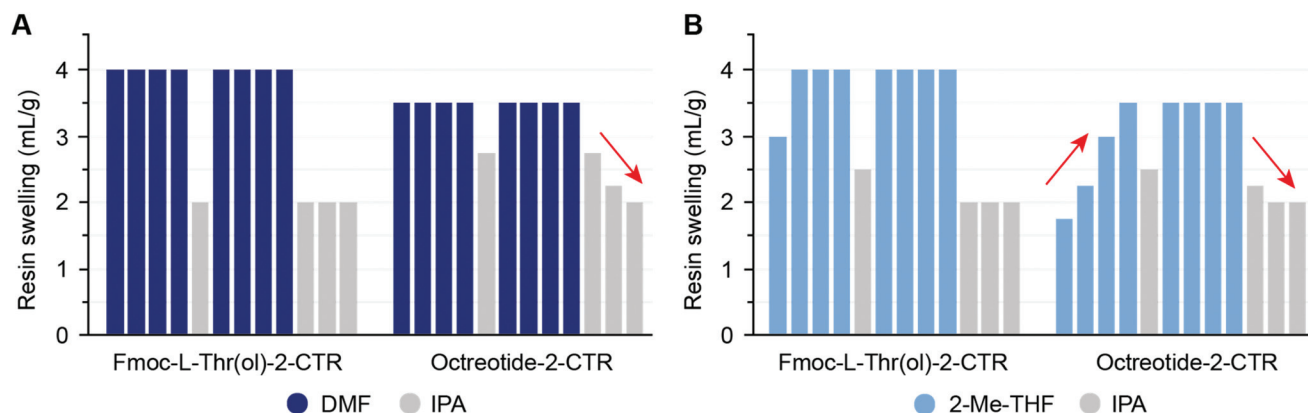 A
Resin swelling (mL/g)
4
3
2
1
0
Fmoc-L-Thr(ol)-2-CTR
Octreotide-2-CTR
DMF
IPA
B
Resin swelling (mL/g)
4
3
2
1
0
Fmoc-L-Thr(ol)-2-CTR
Octreotide-2-CTR
2-Me-THF
IPA